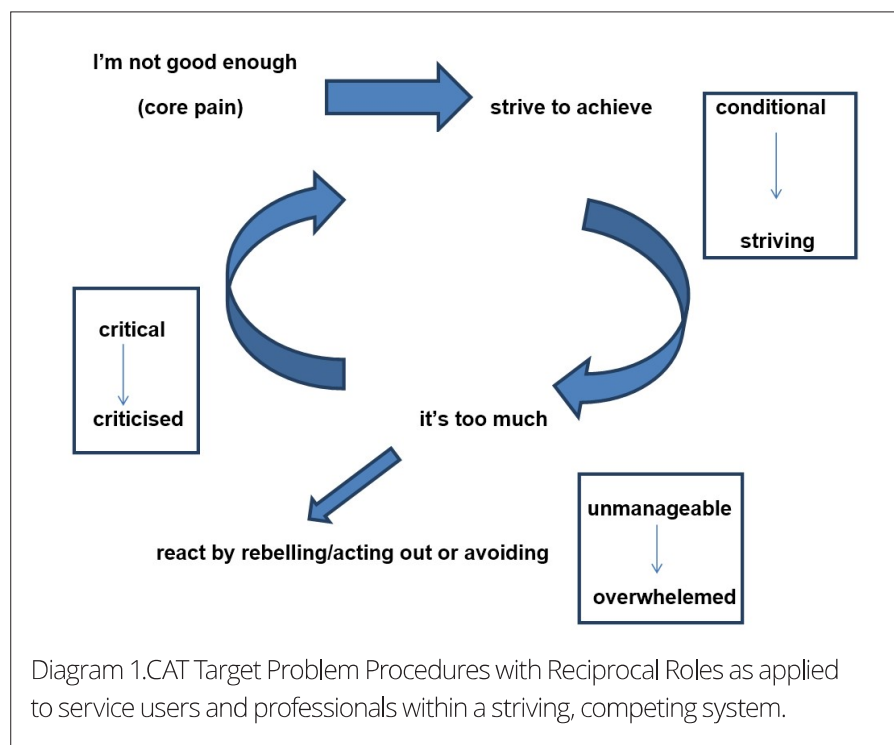 I'm not good enough
(core pain)
strive to achieve
conditional
striving
critical
criticised
it's too much
unmanageable
overwhelemed
react by rebelling/acting out or avoiding
Diagram 1.CAT Target Problem Procedures with Reciprocal Roles as applied
to service users and professionals within a striving, competing system.